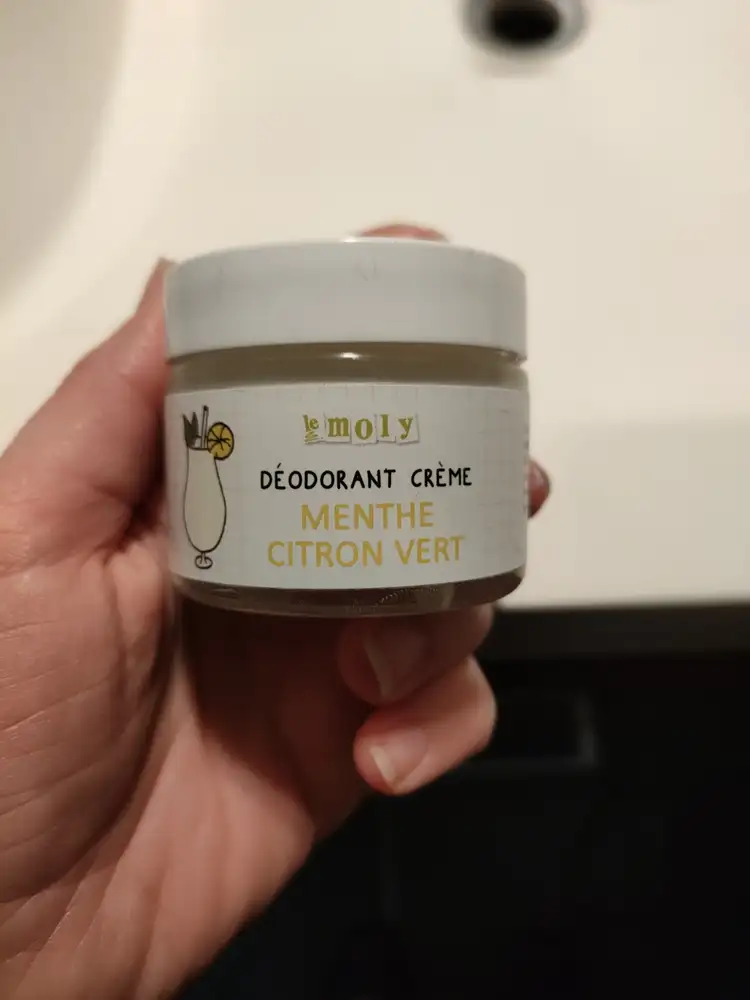 le moly
DÉODORANT CRÈME
MENTHE
CITRON VERT